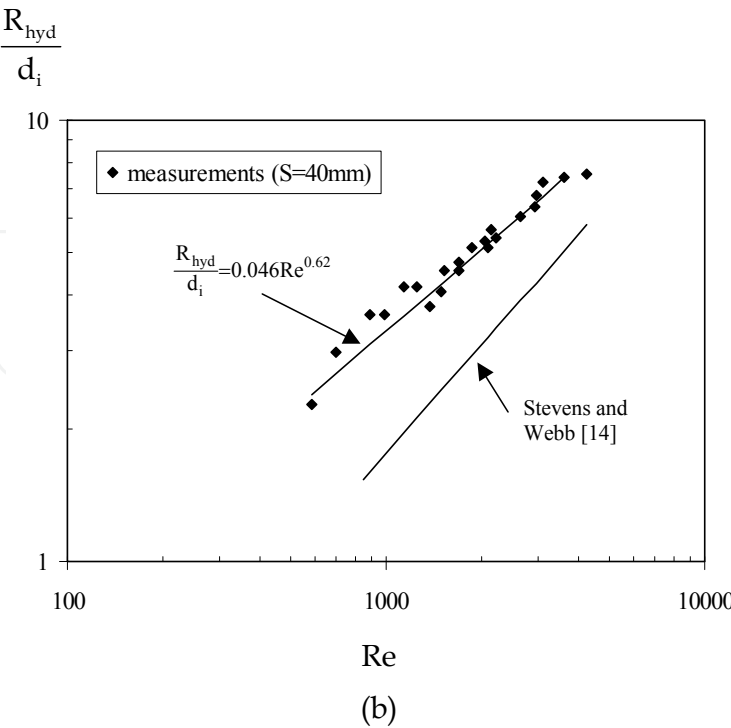 R_hyd
d_i
10
◆ measurements (S=40mm)
R_hyd
d_i =0.046Re^0.62
Stevens and
Webb [14]
1
100 1000 10000
Re
(b)